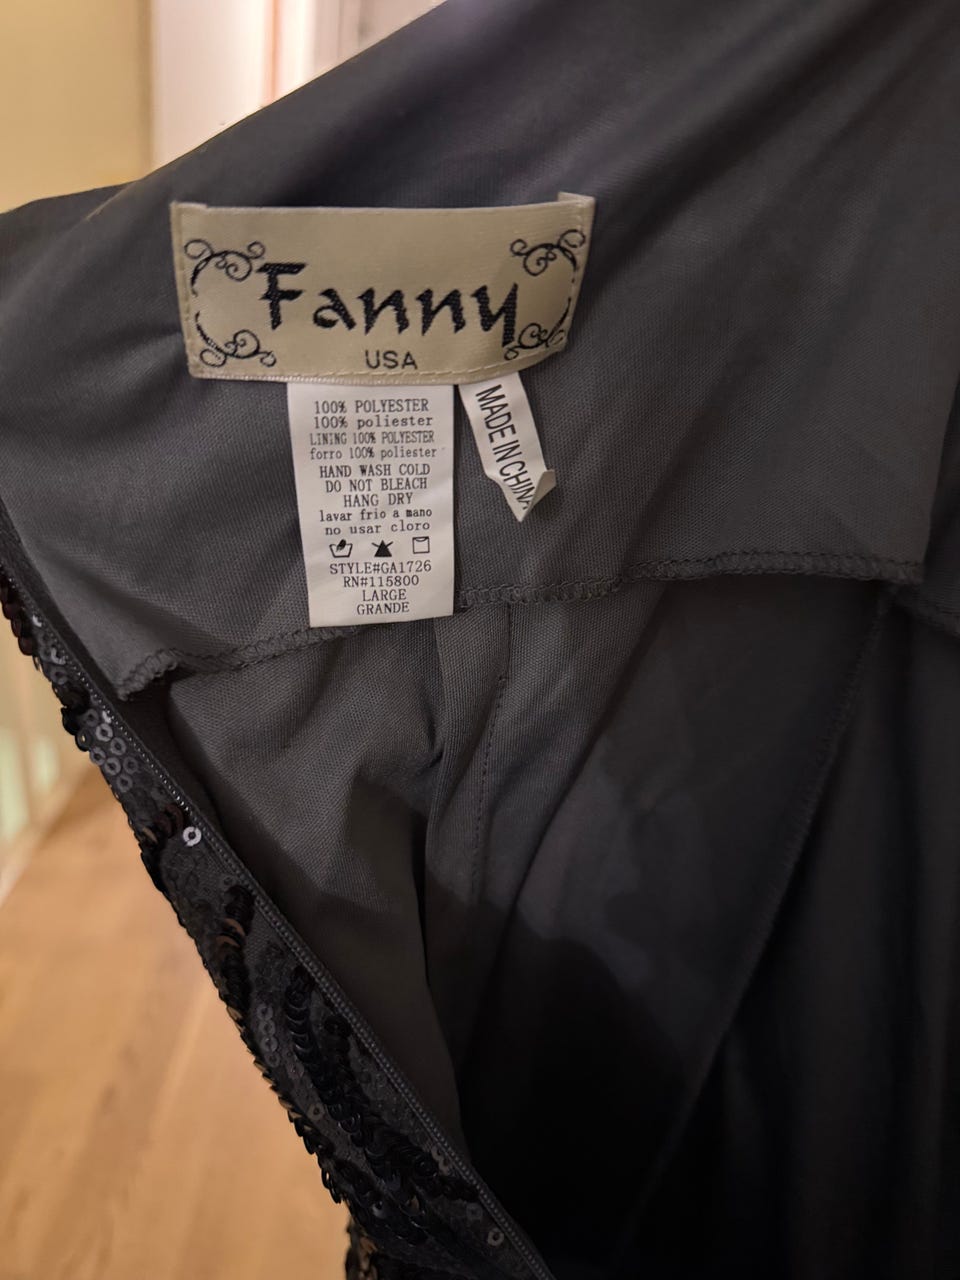 Fanny
USA
100% POLYESTER
100% poliester
LINING 100% POLYESTER
forro 100% poliester
HAND WASH COLD
DO NOT BLEACH
HANG DRY
lavar frio a mano
no usar cloro
STYLE#GA1726
RN#115800
LARGE
GRANDE
MADE IN CHINA